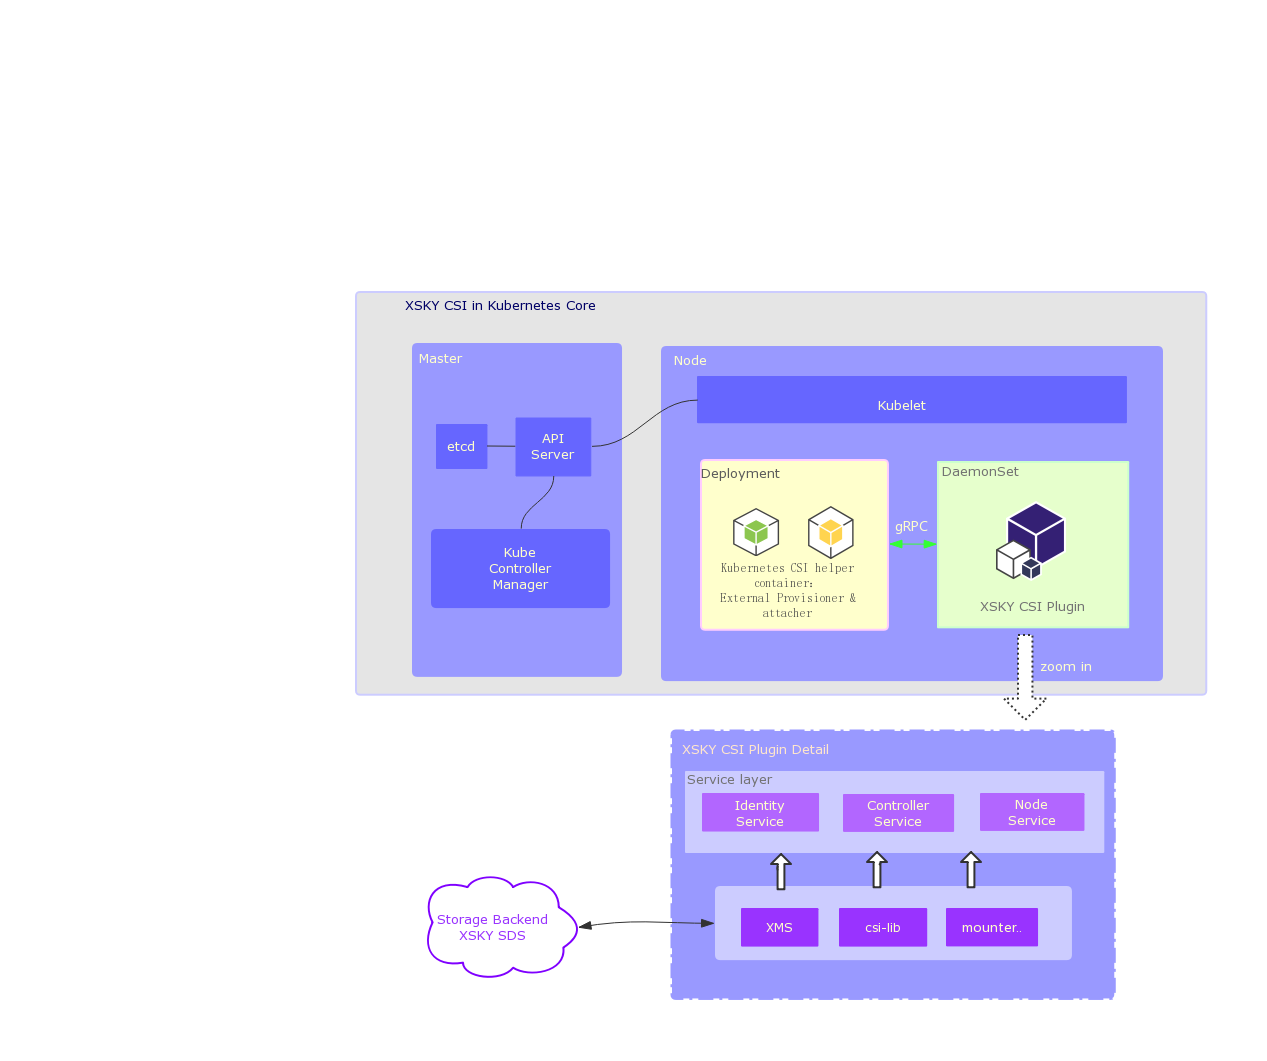 XSKY CSI in Kubernetes Core
Master
etcd
API
Server
Kube
Controller
Manager
Node
Kubelet
Deployment
Kubernetes CSI helper
container:
External Provisioner &
attacher
gRPC
DaemonSet
XSKY CSI Plugin
zoom in
XSKY CSI Plugin Detail
Service layer
Identity
Service
Controller
Service
Node
Service
XMS
csi-lib
mounter..
Storage Backend
XSKY SDS